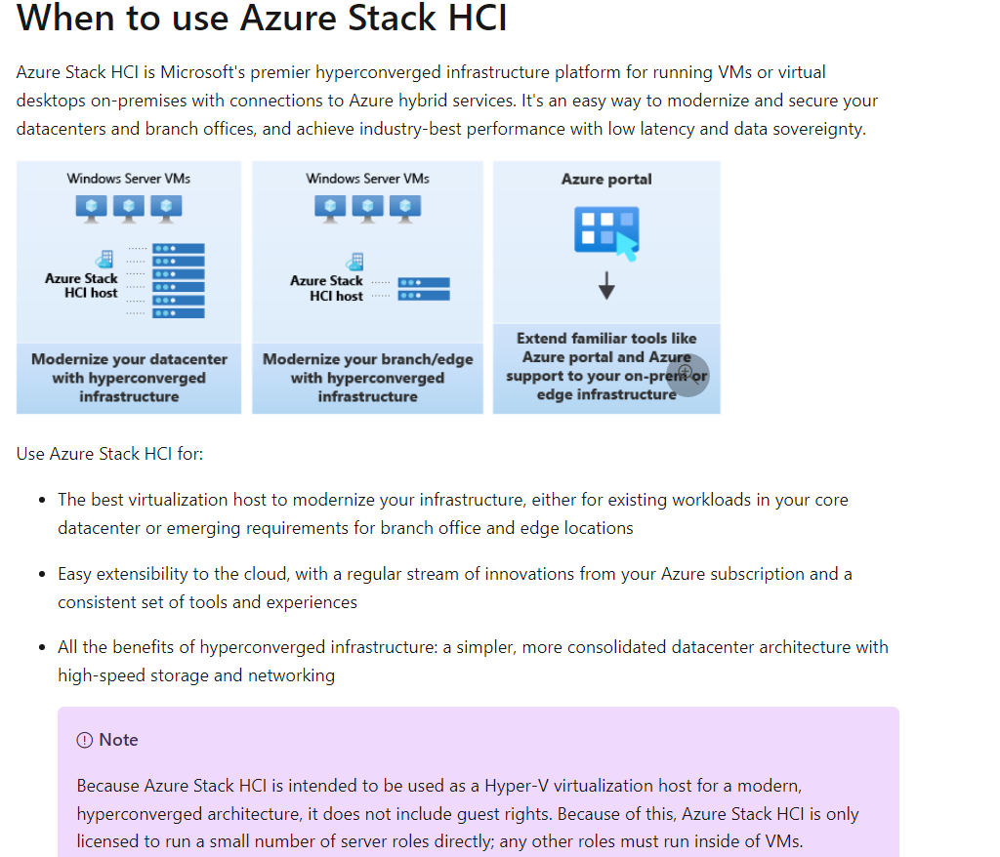 When to use Azure Stack HCI
Azure Stack HCI is Microsoft's premier hyperconverged infrastructure platform for running VMs or virtual
desktops on-premises with connections to Azure hybrid services. It's an easy way to modernize and secure your
datacenters and branch offices, and achieve industry-best performance with low latency and data sovereignty.
Windows Server VMs
Azure Stack
HCI host
Modernize your datacenter
with hyperconverged
infrastructure
Windows Server VMs
Azure Stack
HCI host
Modernize your branch/edge
with hyperconverged
infrastructure
Azure portal
Extend familiar tools like
Azure portal and Azure
support to your on-prem or
edge infrastructure
Use Azure Stack HCI for:
• The best virtualization host to modernize your infrastructure, either for existing workloads in your core
datacenter or emerging requirements for branch office and edge locations
• Easy extensibility to the cloud, with a regular stream of innovations from your Azure subscription and a
consistent set of tools and experiences
• All the benefits of hyperconverged infrastructure: a simpler, more consolidated datacenter architecture with
high-speed storage and networking
Note
Because Azure Stack HCI is intended to be used as a Hyper-V virtualization host for a modern,
hyperconverged architecture, it does not include guest rights. Because of this, Azure Stack HCI is only
licensed to run a small number of server roles directly; any other roles must run inside of VMs.